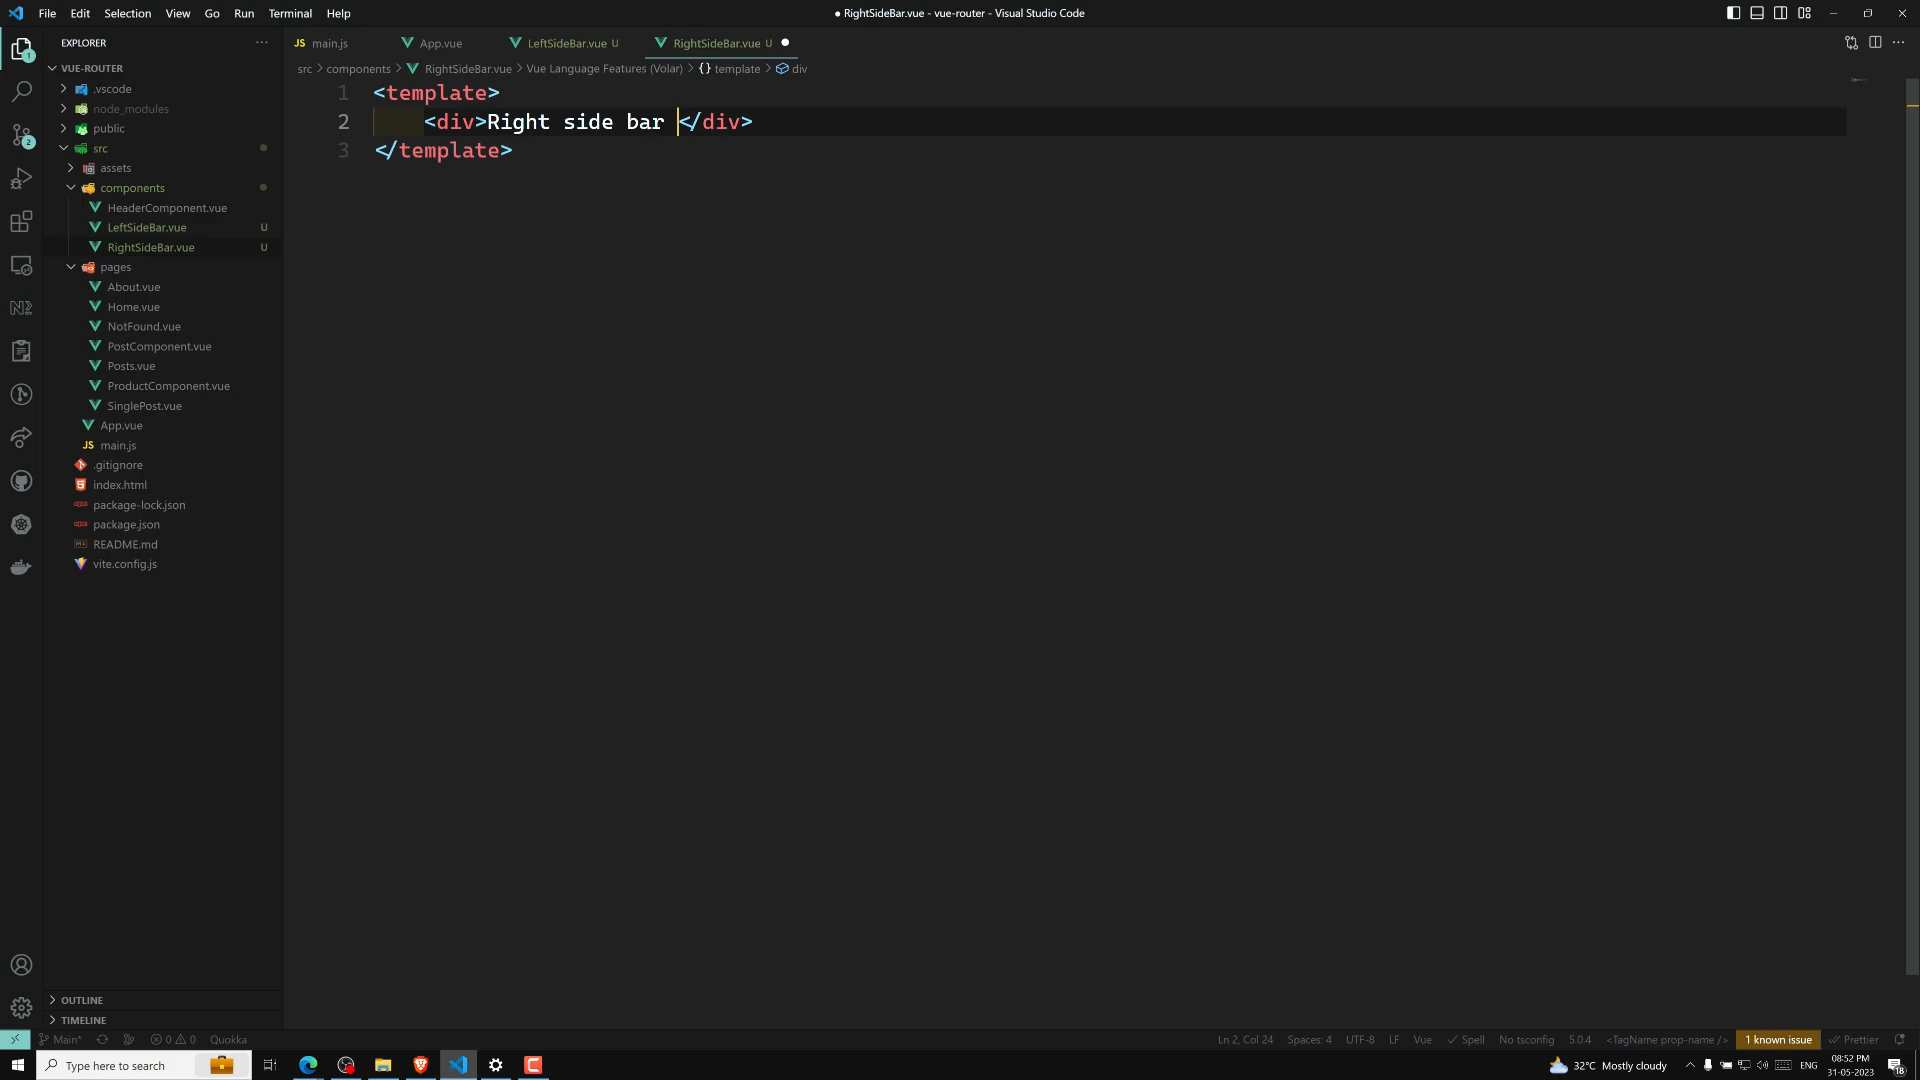 File Edit Selection View Go Run Terminal Help
● RightSideBar.vue - vue-router - Visual Studio Code
EXPLORER
JS main.js
App.vue
LeftSideBar.vue U
RightSideBar.vue U
src > components > RightSideBar.vue > Vue Language Features (Volar) > {} template > div
VUE-ROUTER
.vscode
node_modules
public
src
assets
components
HeaderComponent.vue
LeftSideBar.vue U
RightSideBar.vue U
pages
About.vue
Home.vue
NotFound.vue
PostComponent.vue
Posts.vue
ProductComponent.vue
SinglePost.vue
App.vue
JS main.js
.gitignore
index.html
package-lock.json
package.json
README.md
vite.config.js
1 <template>
2 <div>Right side bar </div>
3 </template>
OUTLINE
TIMELINE
Main* 0 0 Quokka
Ln 2, Col 24 Spaces: 4 UTF-8 LF Vue Spell No tsconfig 5.0.4 <TagName prop-name /> 1 known issue Prettier
Type here to search
32°C Mostly cloudy
ENG
08:52 PM
31-05-2023
18